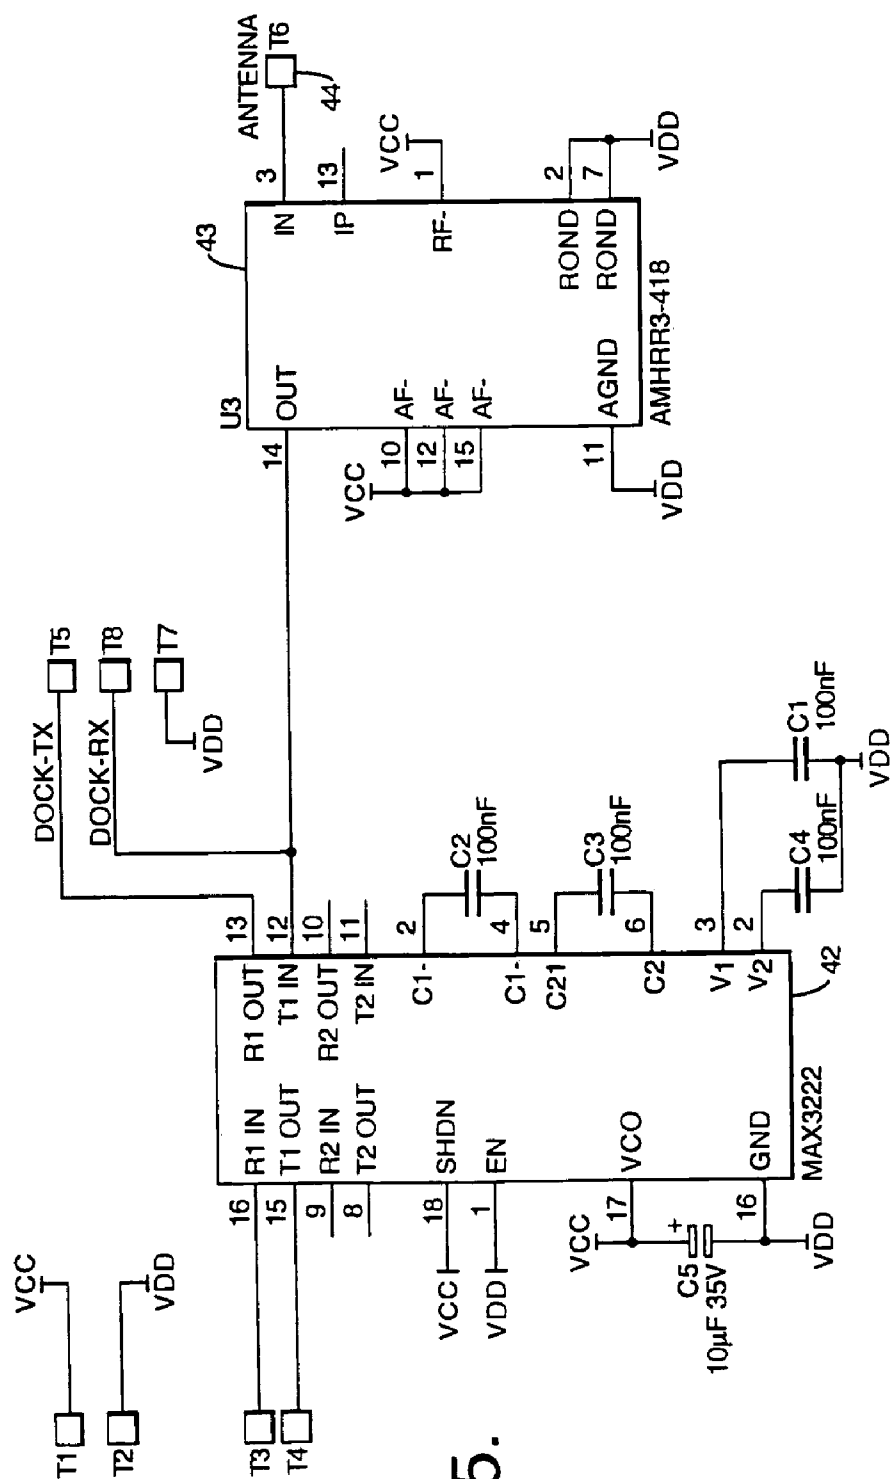 T1
VCC
T2
VDD
T3
T4
16
15
9
8
18
1
17
16
VCC
VDD
VCC
C5
+
10µF 35V
VDD
R1 IN
T1 OUT
R2 IN
T2 OUT
SHDN
EN
VCO
GND
MAX3222
R1 OUT
T1 IN
R2 OUT
T2 IN
C1-
C1-
C21
C2
V1
V2
42
13
12
10
11
2
4
5
6
3
2
C2
100nF
C3
100nF
C4
100nF
C1
100nF
VDD
DOCK-TX
T5
DOCK-RX
T8
VDD
T7
U3
43
14
OUT
VCC
10
12
15
AF-
AF-
AF-
11
AGND
VDD
AMHRR3-418
IN
IP
RF-
ROND
ROND
3
13
1
2
7
ANTENNA
T6
44
VCC
VDD
5.